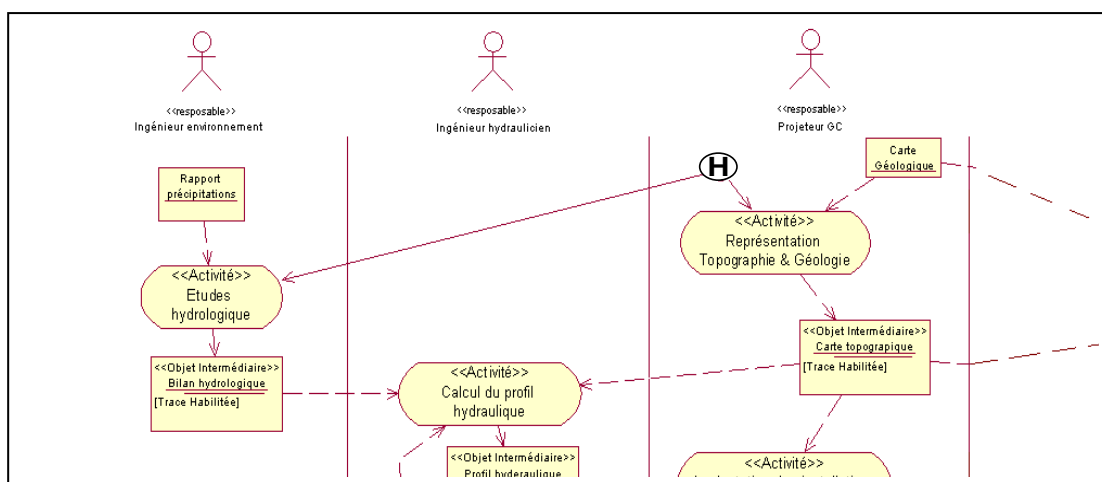 <<resposable>>
Ingénieur environnement
<<resposable>>
Ingénieur hydraulicien
<<resposable>>
Projeteur GC
Rapport
précipitations
H
Carte
Géologique
<<Activité>>
Représentation
Topographie & Géologie
<<Activité>>
Etudes
hydrologique
<<Objet Intermédiaire>>
Carte topograpique
[Trace Habilitée]
<<Objet Intermédiaire>>
Bilan hydrologique
[Trace Habilitée]
<<Activité>>
Calcul du profil
hydraulique
<<Objet Intermédiaire>>
Profil hyderaulique
<<Activité>>